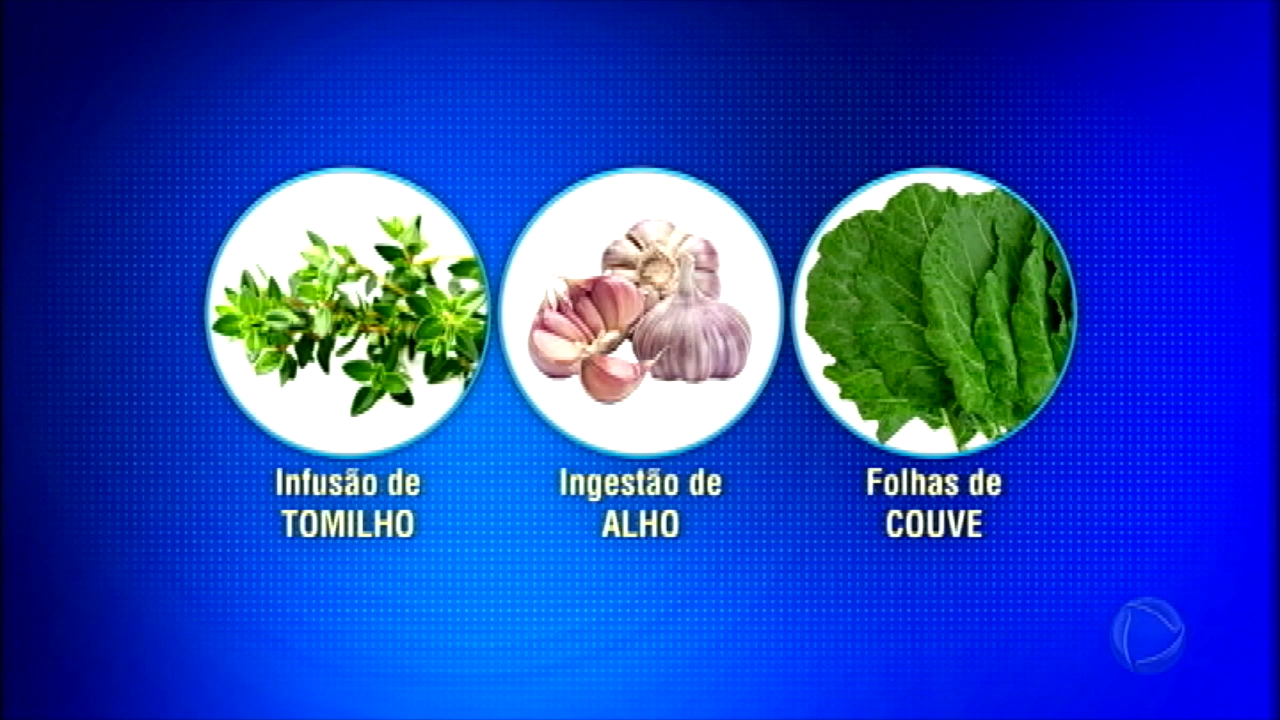 Infusão de
TOMILHO
Ingestão de
ALHO
Folhas de
COUVE